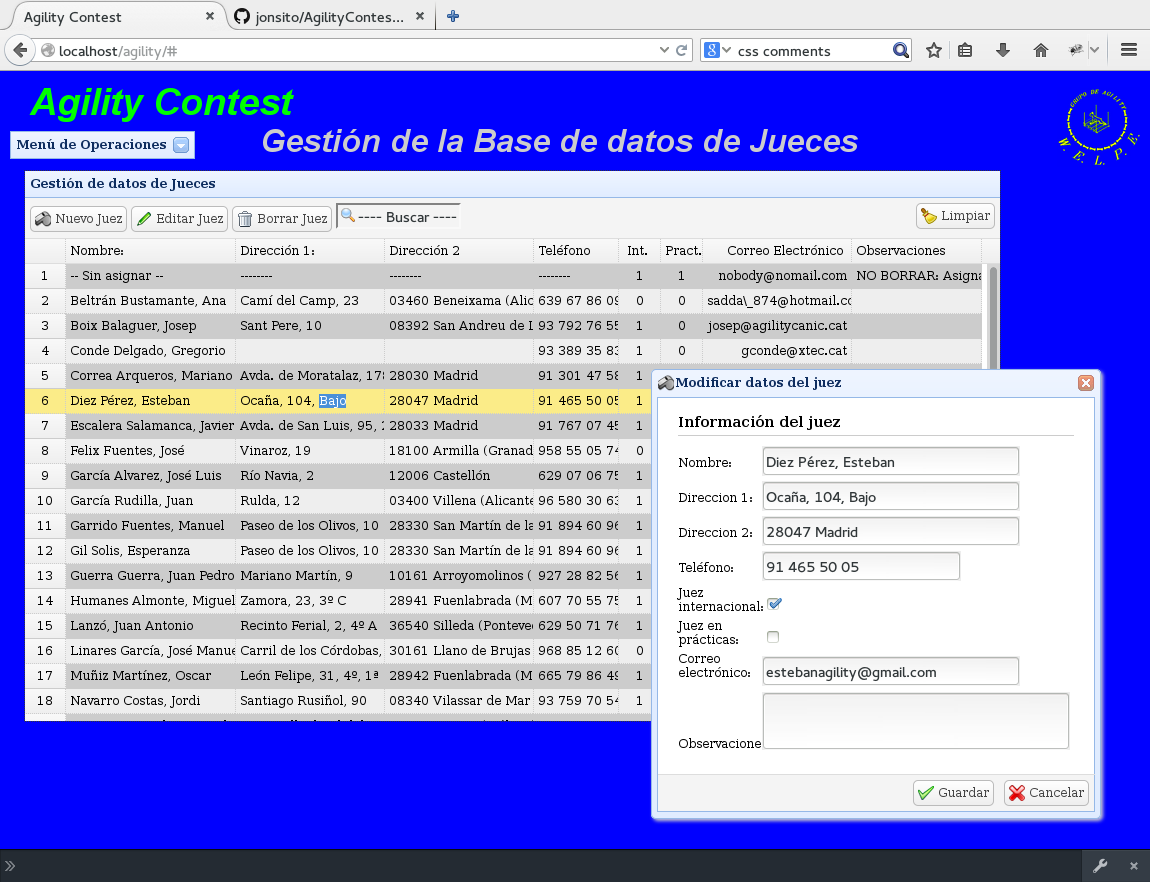 Agility Contest × jonsito/AgilityContes... ×
localhost/agility/# 8 css comments
Agility Contest
GRUPO DE AGILITY
W. E. L. P. E.
Menú de Operaciones
Gestión de la Base de datos de Jueces
Gestión de datos de Jueces
Nuevo Juez Editar Juez Borrar Juez ---- Buscar ---- Limpiar
Nombre: Dirección 1: Dirección 2 Teléfono Int. Pract. Correo Electrónico Observaciones
1 -- Sin asignar -- -------- -------- -------- 1 1 nobody@nomail.com NO BORRAR: Asigna
2 Beltrán Bustamante, Ana Camí del Camp, 23 03460 Beneixama (Alic 639 67 86 09 0 0 sadda\_874@hotmail.co
3 Boix Balaguer, Josep Sant Pere, 10 08392 San Andreu de L 93 792 76 55 1 0 josep@agilitycanic.cat
4 Conde Delgado, Gregorio 93 389 35 83 1 0 gconde@xtec.cat
5 Correa Arqueros, Mariano Avda. de Moratalaz, 178 28030 Madrid 91 301 47 58 1
6 Diez Pérez, Esteban Ocaña, 104, Bajo 28047 Madrid 91 465 50 05 1
7 Escalera Salamanca, Javier Avda. de San Luis, 95, 2 28033 Madrid 91 767 07 45 1
8 Felix Fuentes, José Vinaroz, 19 18100 Armilla (Granad 958 55 05 74 0
9 García Alvarez, José Luis Río Navia, 2 12006 Castellón 629 07 06 75 1
10 García Rudilla, Juan Rulda, 12 03400 Villena (Alicante 96 580 30 63 1
11 Garrido Fuentes, Manuel Paseo de los Olivos, 10 28330 San Martín de la 91 894 60 96 1
12 Gil Solis, Esperanza Paseo de los Olivos, 10 28330 San Martín de la 91 894 60 96 1
13 Guerra Guerra, Juan Pedro Mariano Martín, 9 10161 Arroyomolinos ( 927 28 82 56 1
14 Humanes Almonte, Miguel Zamora, 23, 3º C 28941 Fuenlabrada (M 607 70 55 75 1
15 Lanzó, Juan Antonio Recinto Ferial, 2, 4º A 36540 Silleda (Ponteve 629 50 71 76 1
16 Linares García, José Manue Carril de los Córdobas, 30161 Llano de Brujas 968 85 12 60 0
17 Muñiz Martínez, Oscar León Felipe, 31, 4º, 1ª 28942 Fuenlabrada (M 665 79 86 49 1
18 Navarro Costas, Jordi Santiago Rusiñol, 90 08340 Vilassar de Mar 93 759 70 54 1
Modificar datos del juez
Información del juez
Nombre: Diez Pérez, Esteban
Direccion 1: Ocaña, 104, Bajo
Direccion 2: 28047 Madrid
Teléfono: 91 465 50 05
Juez
internacional:
Juez en
prácticas:
Correo
electrónico: estebanagility@gmail.com
Observacione
Guardar Cancelar